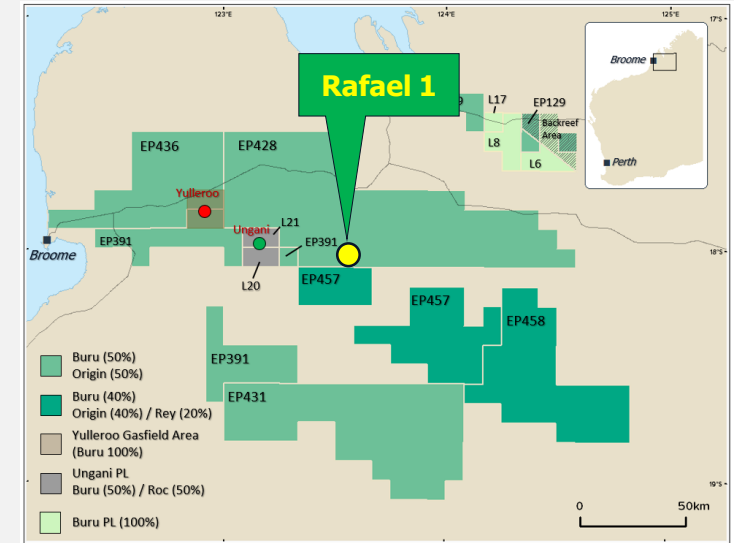 123°E
124°E
125°E
17°S
Rafael 1
Broome
Perth
L17
EP129
Backreef
Area
L8
L6
EP436
EP428
Yulleroo
Ungani
L21
EP391
EP391
L20
Broome
18°S
EP457
EP457
EP458
EP391
EP431
Buru (50%)
Origin (50%)
Buru (40%)
Origin (40%) / Rey (20%)
Yulleroo Gasfield Area
(Buru 100%)
Ungani PL
Buru (50%) / Roc (50%)
Buru PL (100%)
19°S
0
50km